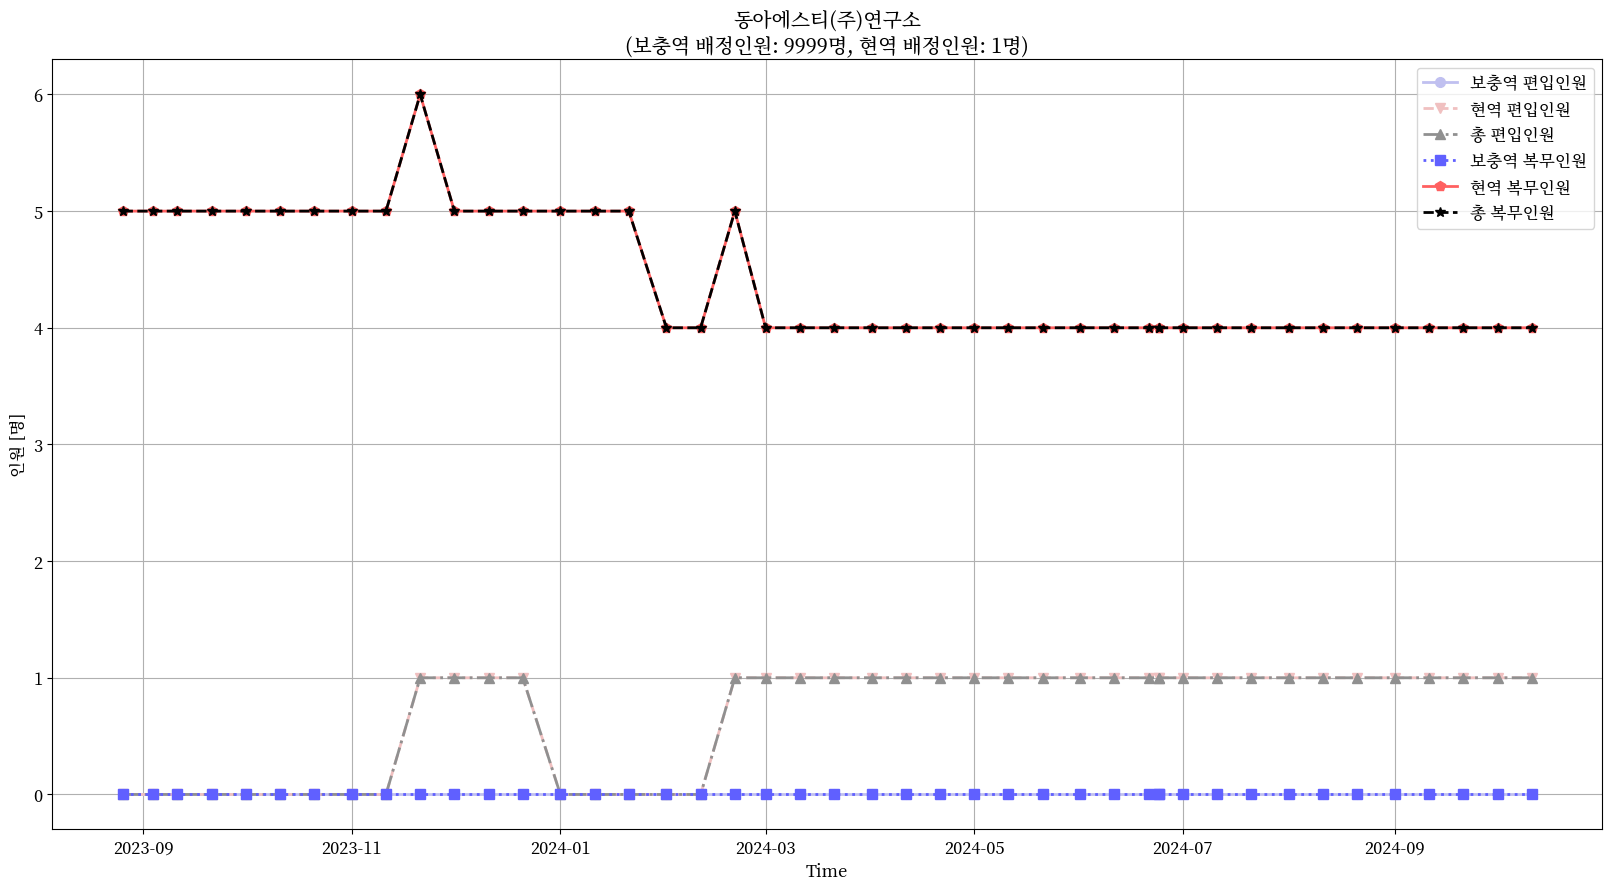 동아에스티(주)연구소
(보충역 배정인원: 9999명, 현역 배정인원: 1명)
인원 [명]
6
5
4
3
2
1
0
보충역 편입인원
현역 편입인원
총 편입인원
보충역 복무인원
현역 복무인원
총 복무인원
2023-09 2023-11 2024-01 2024-03 2024-05 2024-07 2024-09
Time